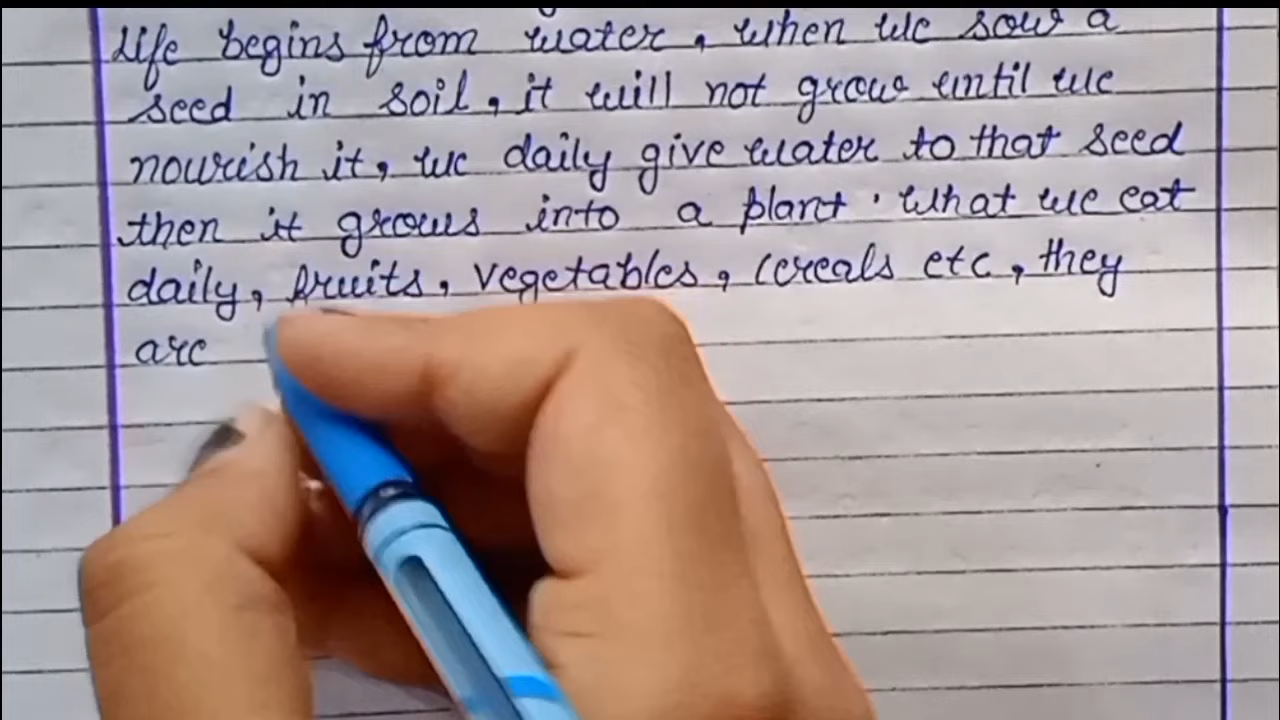 Life begins from water, when we sow a
seed in soil, it will not grow until we
nourish it, we daily give water to that seed
then it grows into a plant. What we eat
daily, fruits, vegetables, cereals etc, they
are